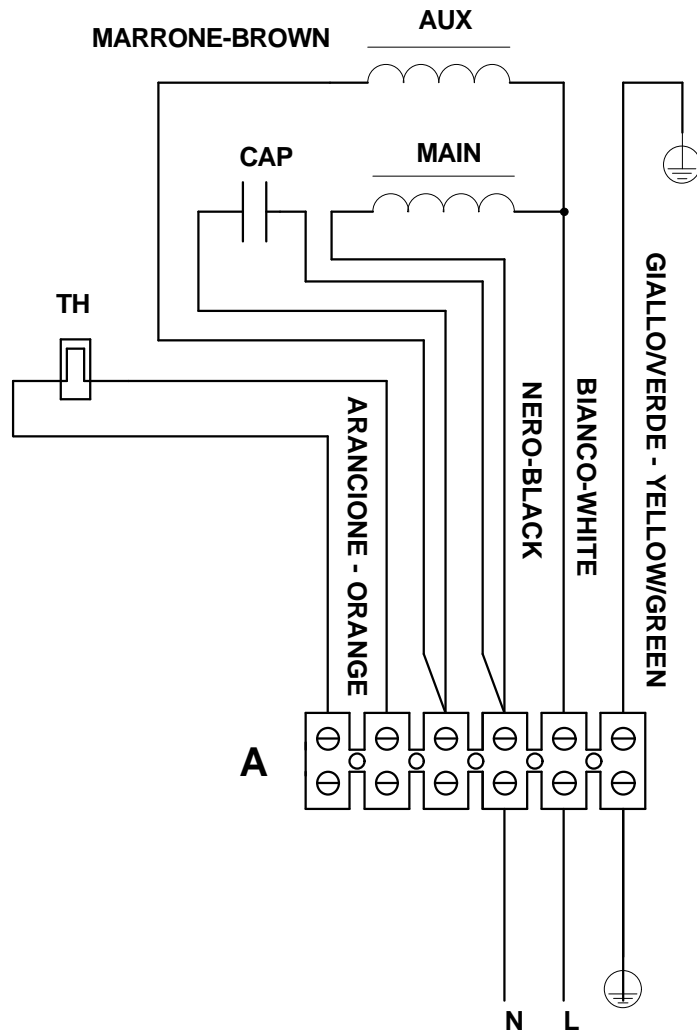 AUX
MARRONE-BROWN
CAP
MAIN
TH
ARANCIONE - ORANGE
NERO-BLACK
BIANCO-WHITE
GIALLO/VERDE - YELLOW/GREEN
A
N
L